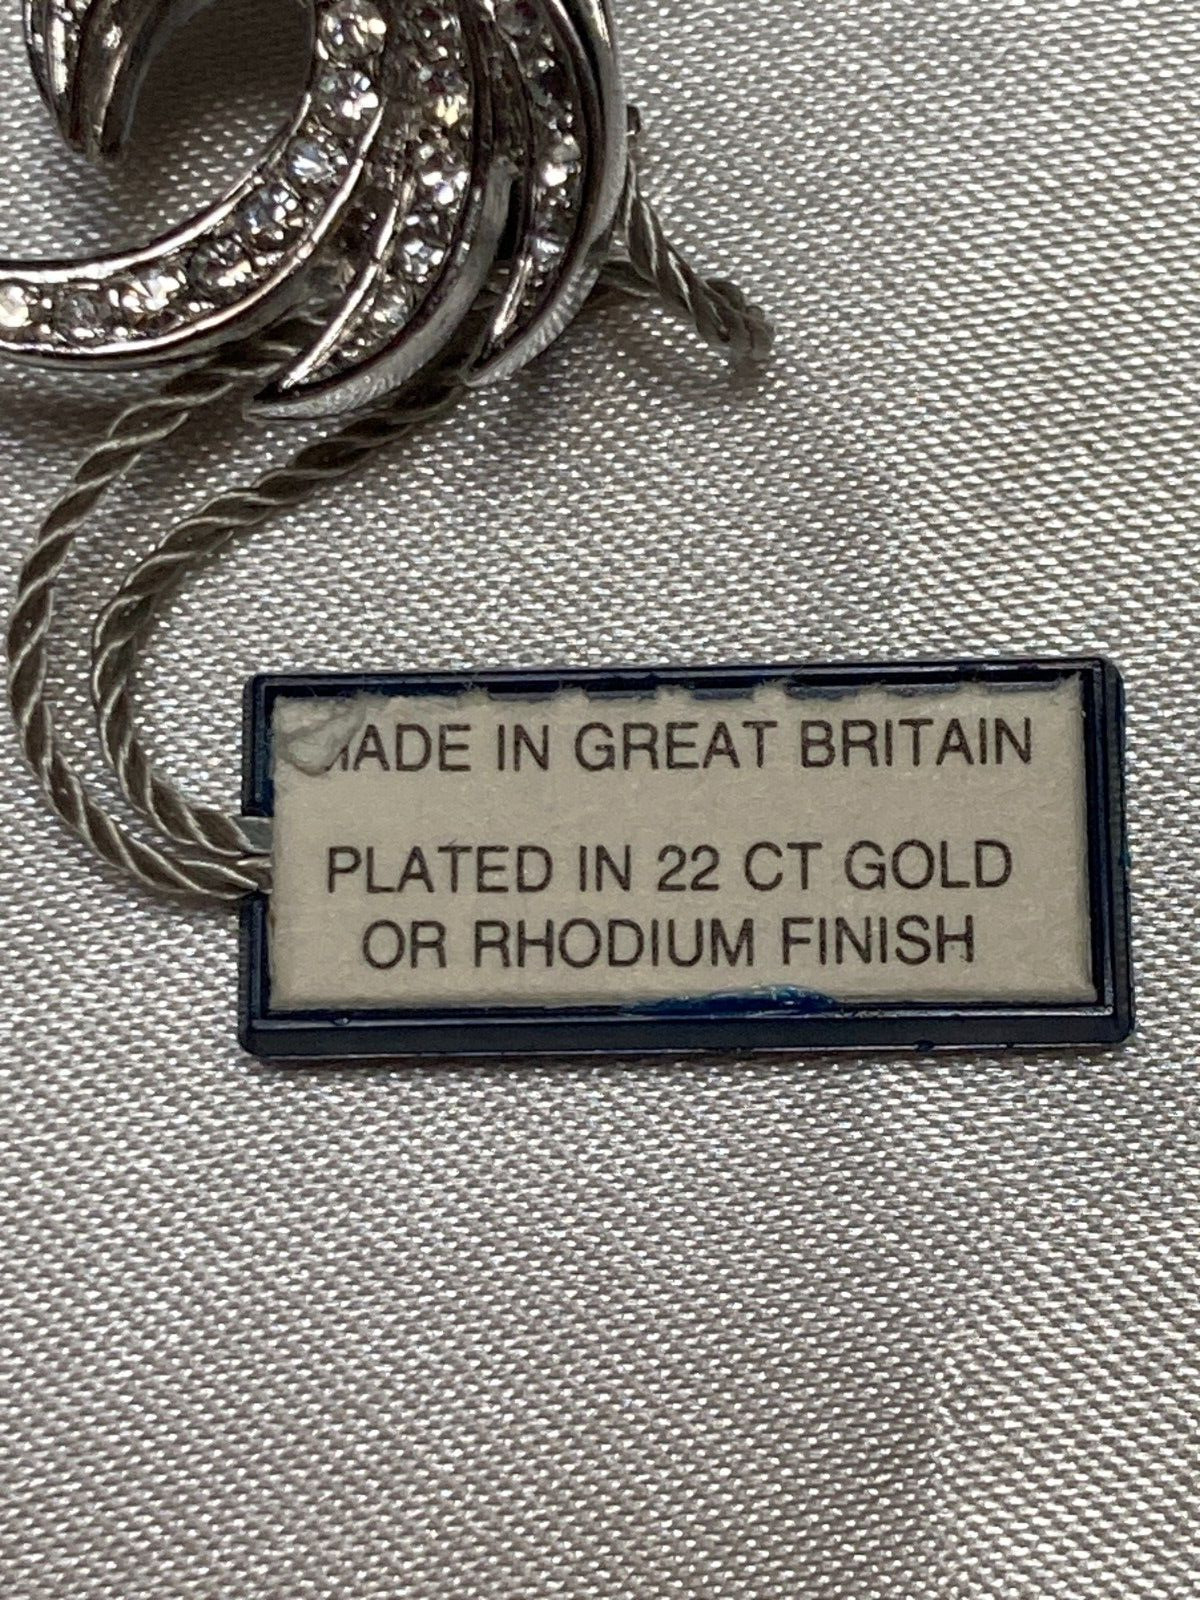 MADE IN GREAT BRITAIN
PLATED IN 22 CT GOLD
OR RHODIUM FINISH